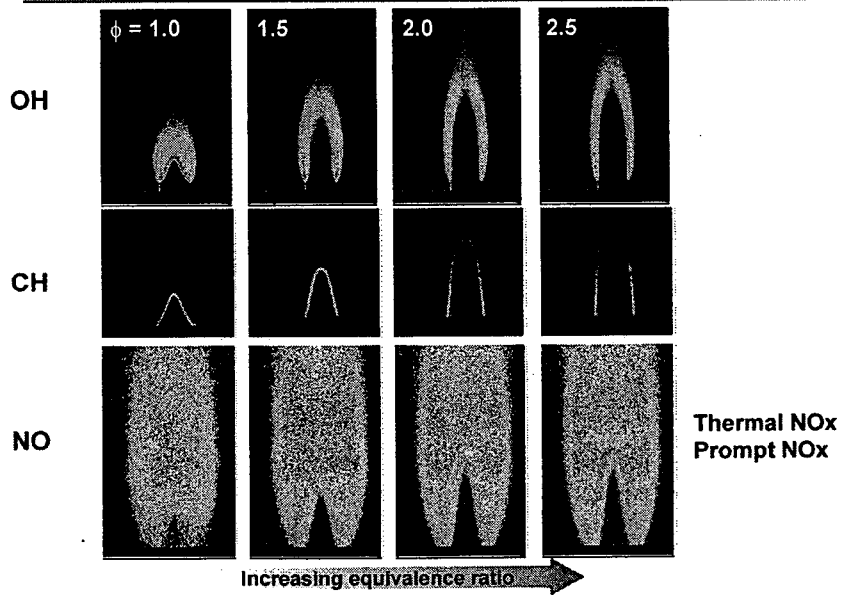 ϕ = 1.0 1.5 2.0 2.5
OH
CH
NO
Thermal NOx
Prompt NOx
Increasing equivalence ratio